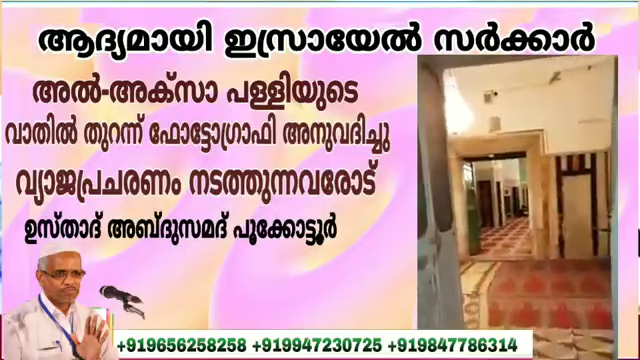 ആദ്യമായി ഇസ്രായേൽ സർക്കാർ
അൽ-അക്സാ പള്ളിയുടെ
വാതിൽ തുറന്ന് ഫോട്ടോഗ്രാഫി അനുവദിച്ചു
വ്യാജപ്രചരണം നടത്തുന്നവരോട്
ഉസ്താദ് അബ്ദുസമദ് പൂക്കോട്ടൂർ
+919656258258 +919947230725 +919847786314